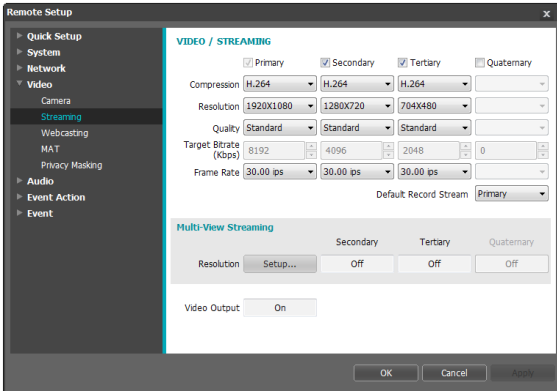 Remote Setup x
Quick Setup
System
Network
Video
Camera
Streaming
Webcasting
MAT
Privacy Masking
Audio
Event Action
Event
VIDEO / STREAMING
Primary Secondary Tertiary Quaternary
Compression H.264 H.264 H.264
Resolution 1920X1080 1280X720 704X480
Quality Standard Standard Standard
Target Bitrate
(Kbps) 8192 4096 2048 0
Frame Rate 30.00 ips 30.00 ips 30.00 ips
Default Record Stream Primary
Multi-View Streaming
Secondary Tertiary Quaternary
Resolution Setup... Off Off Off
Video Output On
OK Cancel Apply